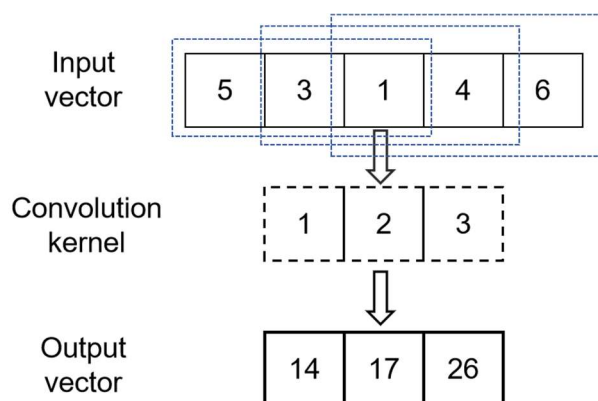 Input
vector
5 3 1 4 6
Convolution
kernel
1 2 3
Output
vector
14 17 26